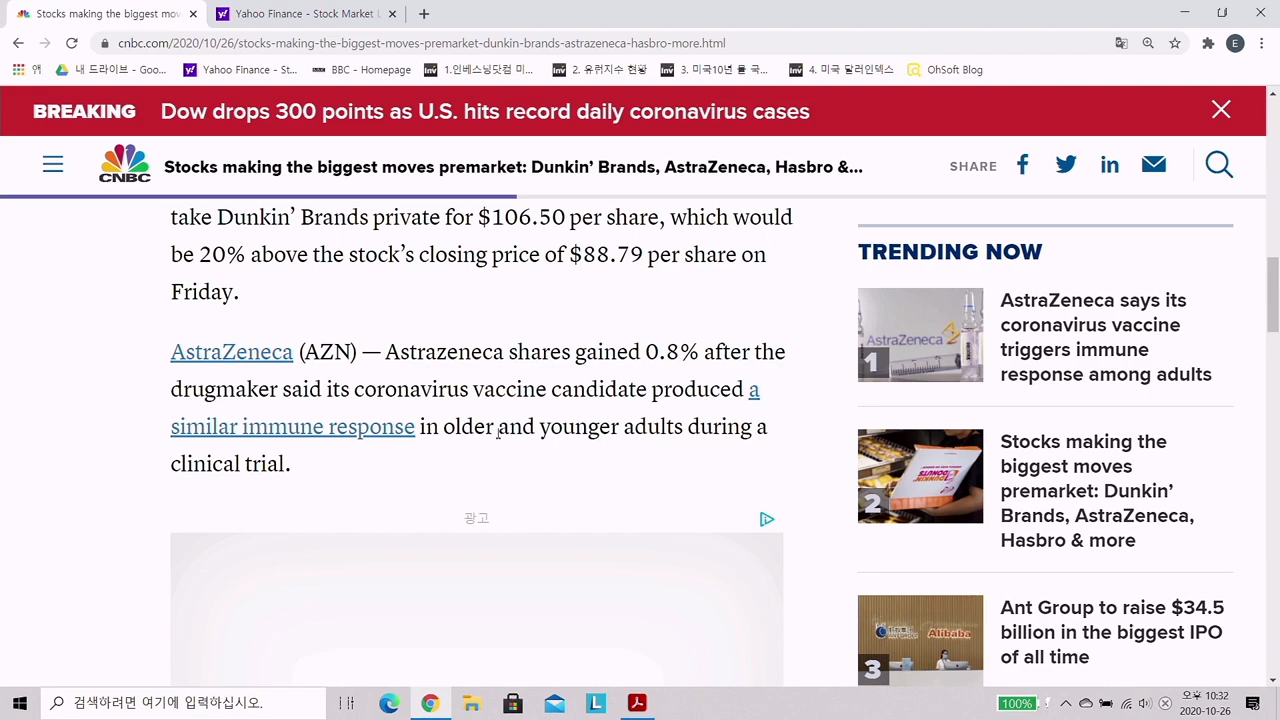 Stocks making the biggest mov
Yahoo Finance - Stock Market L
cnbc.com/2020/10/26/stocks-making-the-biggest-moves-premarket-dunkin-brands-astrazeneca-hasbro-more.html
E
앱
내 드라이브 - Goo...
Yahoo Finance - St...
BBC - Homepage
1.인베스닝닷컴 미...
2. 유럽지수 현황
3. 미국10년 물 국...
4. 미국 달러인덱스
OhSoft Blog
BREAKING Dow drops 300 points as U.S. hits record daily coronavirus cases
CNBC
Stocks making the biggest moves premarket: Dunkin’ Brands, AstraZeneca, Hasbro &...
SHARE
take Dunkin’ Brands private for $106.50 per share, which would
be 20% above the stock’s closing price of $88.79 per share on
Friday.
AstraZeneca (AZN) — Astrazeneca shares gained 0.8% after the
drugmaker said its coronavirus vaccine candidate produced a
similar immune response in older and younger adults during a
clinical trial.
광고
TRENDING NOW
AstraZeneca
1
AstraZeneca says its
coronavirus vaccine
triggers immune
response among adults
2
Stocks making the
biggest moves
premarket: Dunkin’
Brands, AstraZeneca,
Hasbro & more
Alibaba
3
Ant Group to raise $34.5
billion in the biggest IPO
of all time
검색하려면 여기에 입력하십시오.
100%
오후 10:32
2020-10-26